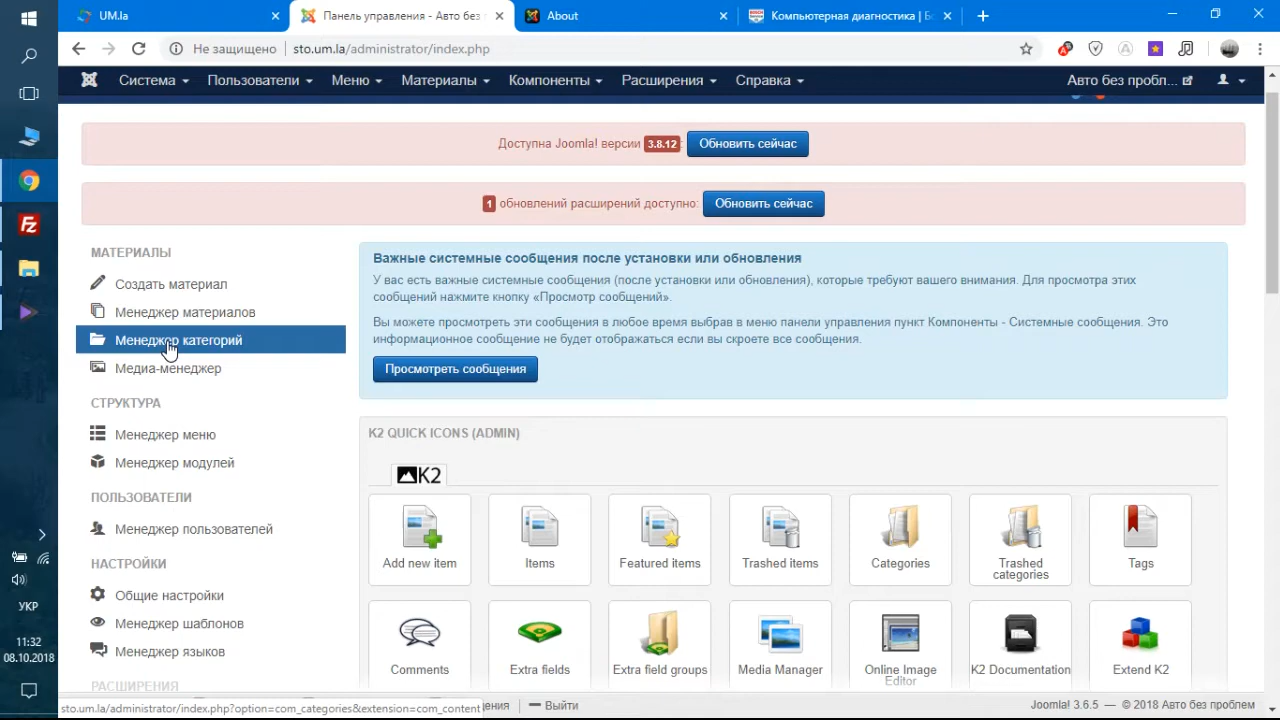 UM.la
Панель управления - Авто без
About
Компьютерная диагностика | Бо
Не защищено
sto.um.la/administrator/index.php
Система
Пользователи
Меню
Материалы
Компоненты
Расширения
Справка
Авто без пробл...
Доступна Joomla! версии 3.8.12: Обновить сейчас
1 обновлений расширений доступно: Обновить сейчас
МАТЕРИАЛЫ
Создать материал
Менеджер материалов
Менеджер категорий
Медиа-менеджер
СТРУКТУРА
Менеджер меню
Менеджер модулей
ПОЛЬЗОВАТЕЛИ
Менеджер пользователей
НАСТРОЙКИ
Общие настройки
Менеджер шаблонов
Менеджер языков
РАСШИРЕНИЯ
Важные системные сообщения после установки или обновления
У вас есть важные системные сообщения (после установки или обновления), которые требуют вашего внимания. Для просмотра этих
сообщений нажмите кнопку «Просмотр сообщений».
Вы можете просмотреть эти сообщения в любое время выбрав в меню панели управления пункт Компоненты - Системные сообщения. Это
информационное сообщение не будет отображаться если вы скроете все сообщения.
Просмотреть сообщения
K2 QUICK ICONS (ADMIN)
K2
Add new item
Items
Featured items
Trashed items
Categories
Trashed
categories
Tags
Comments
Extra fields
Extra field groups
Media Manager
Online Image
Editor
K2 Documentation
Extend K2
sto.um.la/administrator/index.php?option=com_categories&extension=com_content
Выйти
Joomla! 3.6.5 — © 2018 Авто без проблем
УКР
11:32
08.10.2018